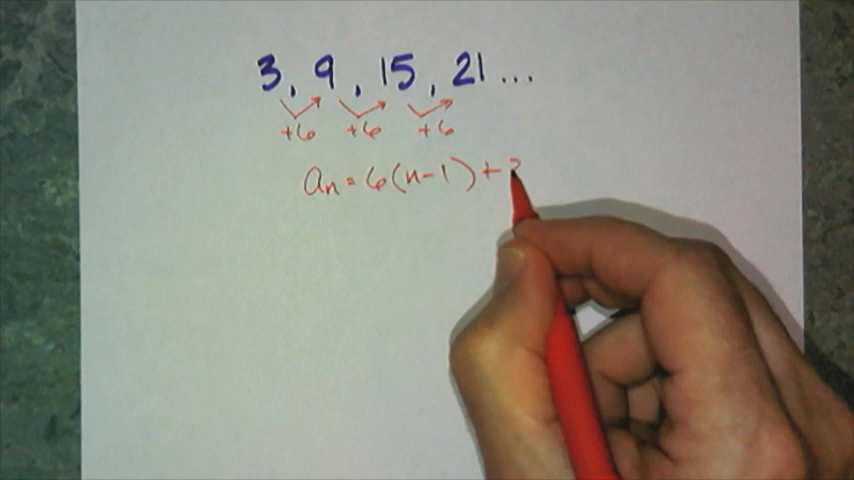 3, 9, 15, 21...
+6 +6 +6
an = 6(n-1) +